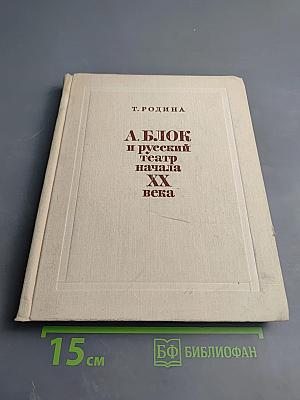 Т. РОДИНА
А. БЛОК
и русский
театр
начала
XX
века
15 см
БФ БИБЛИОФАН